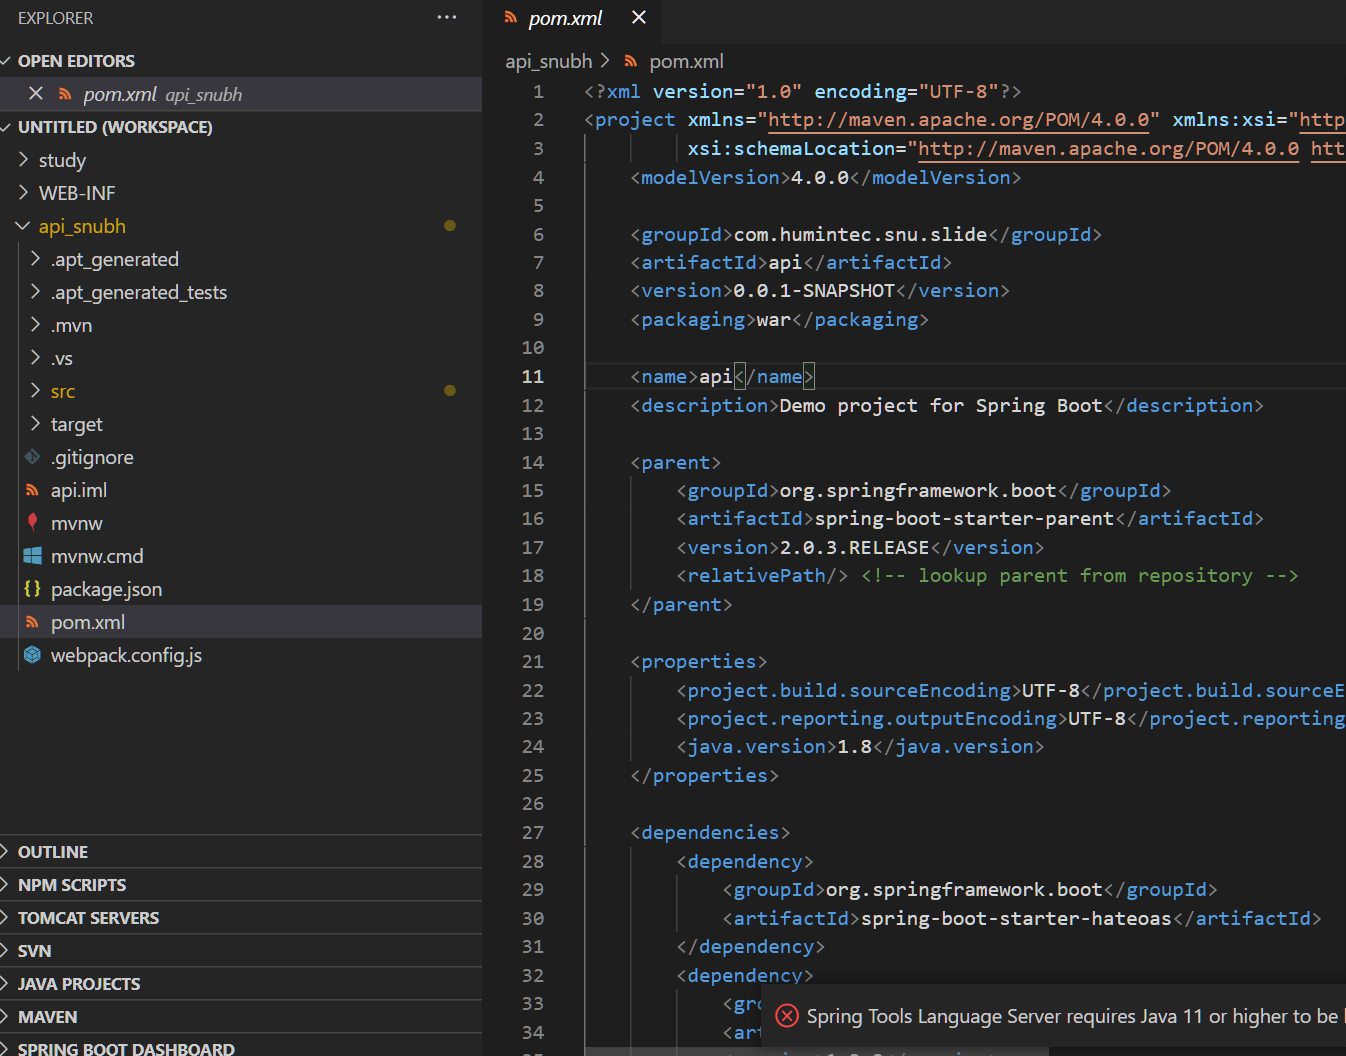 EXPLORER
OPEN EDITORS
pom.xml api_snubh
UNTITLED (WORKSPACE)
study
WEB-INF
api_snubh
.apt_generated
.apt_generated_tests
.mvn
.vs
src
target
.gitignore
api.iml
mvnw
mvnw.cmd
package.json
pom.xml
webpack.config.js
OUTLINE
NPM SCRIPTS
TOMCAT SERVERS
SVN
JAVA PROJECTS
MAVEN
SPRING BOOT DASHBOARD
pom.xml
api_snubh > pom.xml
1 <?xml version="1.0" encoding="UTF-8"?>
2 <project xmlns="http://maven.apache.org/POM/4.0.0" xmlns:xsi="http
3 xsi:schemaLocation="http://maven.apache.org/POM/4.0.0 htt
4 <modelVersion>4.0.0</modelVersion>
5
6 <groupId>com.humintec.snu.slide</groupId>
7 <artifactId>api</artifactId>
8 <version>0.0.1-SNAPSHOT</version>
9 <packaging>war</packaging>
10
11 <name>api</name>
12 <description>Demo project for Spring Boot</description>
13
14 <parent>
15 <groupId>org.springframework.boot</groupId>
16 <artifactId>spring-boot-starter-parent</artifactId>
17 <version>2.0.3.RELEASE</version>
18 <relativePath/> <!-- lookup parent from repository -->
19 </parent>
20
21 <properties>
22 <project.build.sourceEncoding>UTF-8</project.build.sourceE
23 <project.reporting.outputEncoding>UTF-8</project.reporting
24 <java.version>1.8</java.version>
25 </properties>
26
27 <dependencies>
28 <dependency>
29 <groupId>org.springframework.boot</groupId>
30 <artifactId>spring-boot-starter-hateoas</artifactId>
31 </dependency>
32 <dependency>
33 <gro
34 <art
Spring Tools Language Server requires Java 11 or higher to be